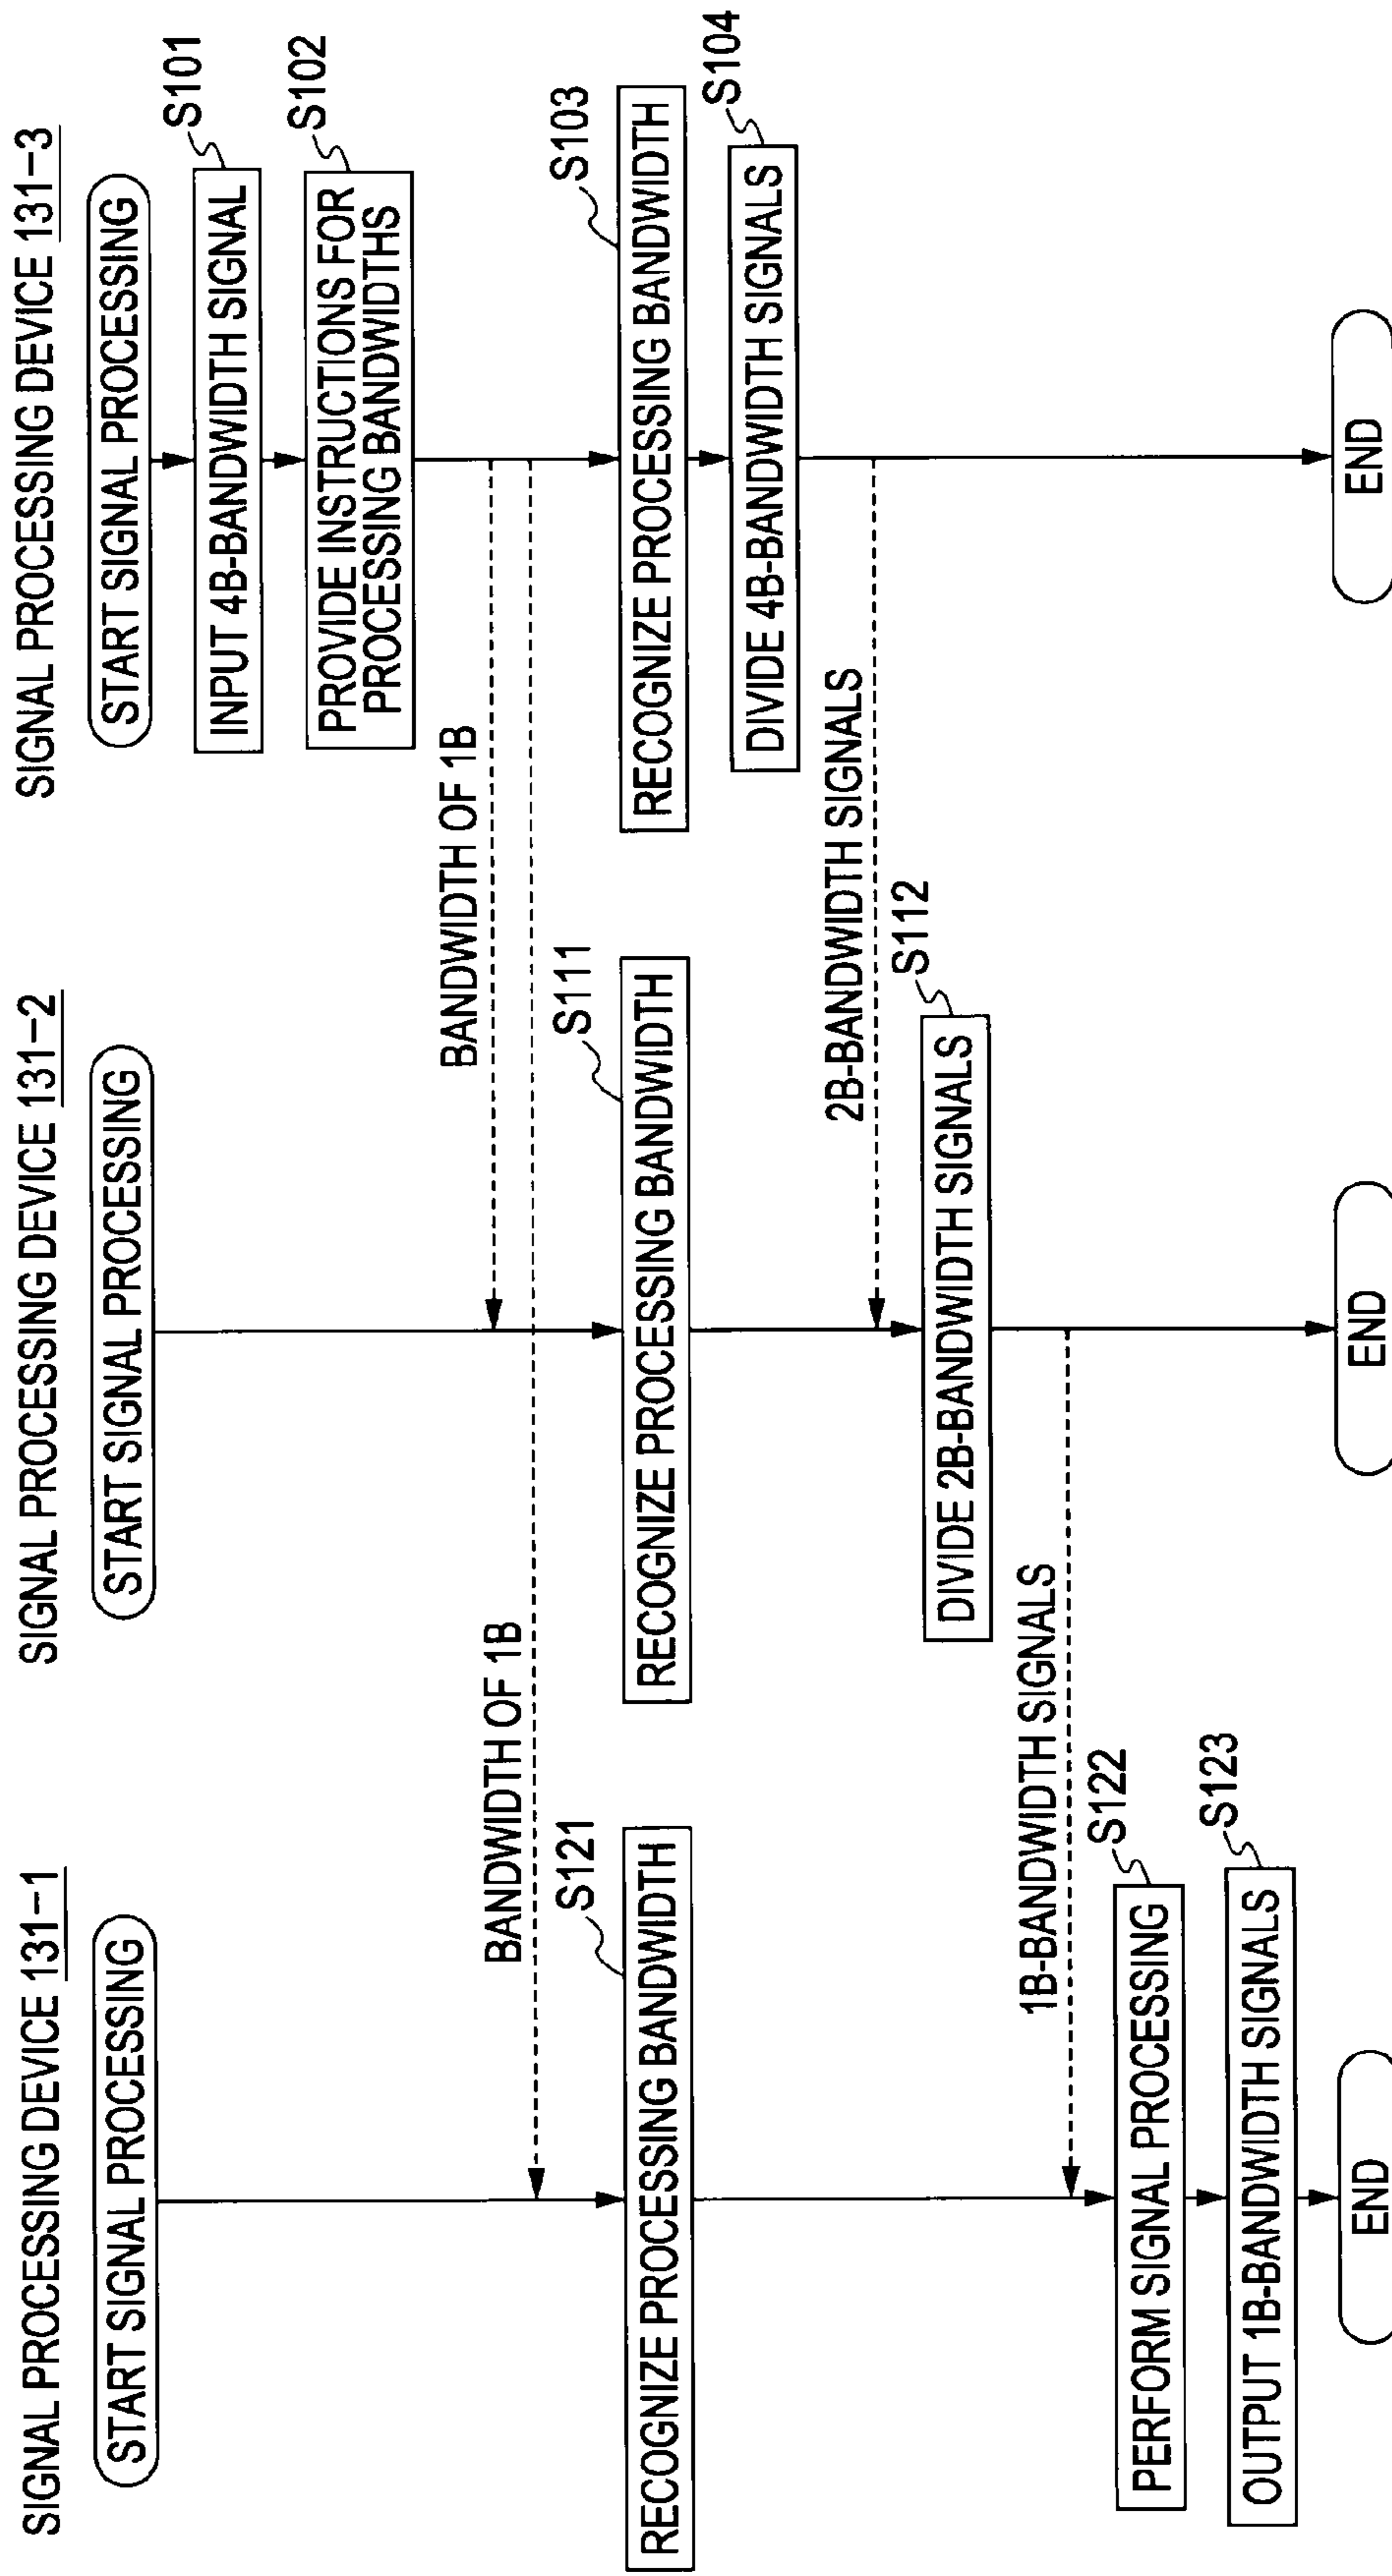 SIGNAL PROCESSING DEVICE 131-1
START SIGNAL PROCESSING
BANDWIDTH OF 1B
S121
RECOGNIZE PROCESSING BANDWIDTH
1B-BANDWIDTH SIGNALS
S122
PERFORM SIGNAL PROCESSING
S123
OUTPUT 1B-BANDWIDTH SIGNALS
END
SIGNAL PROCESSING DEVICE 131-2
START SIGNAL PROCESSING
BANDWIDTH OF 1B
S111
RECOGNIZE PROCESSING BANDWIDTH
2B-BANDWIDTH SIGNALS
S112
DIVIDE 2B-BANDWIDTH SIGNALS
END
SIGNAL PROCESSING DEVICE 131-3
START SIGNAL PROCESSING
S101
INPUT 4B-BANDWIDTH SIGNAL
S102
PROVIDE INSTRUCTIONS FOR
PROCESSING BANDWIDTHS
S103
RECOGNIZE PROCESSING BANDWIDTH
S104
DIVIDE 4B-BANDWIDTH SIGNALS
END